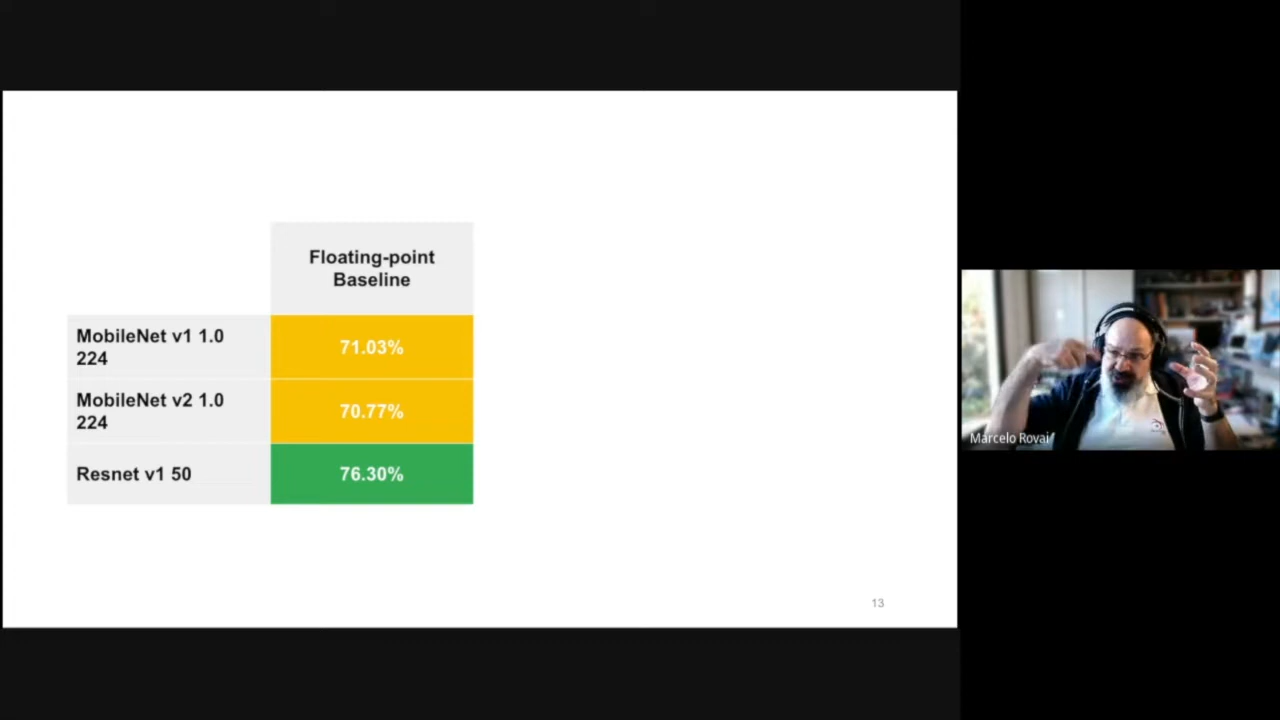 Floating-point
Baseline
MobileNet v1 1.0
224
71.03%
MobileNet v2 1.0
224
70.77%
Resnet v1 50
76.30%
13
Marcelo Rovai